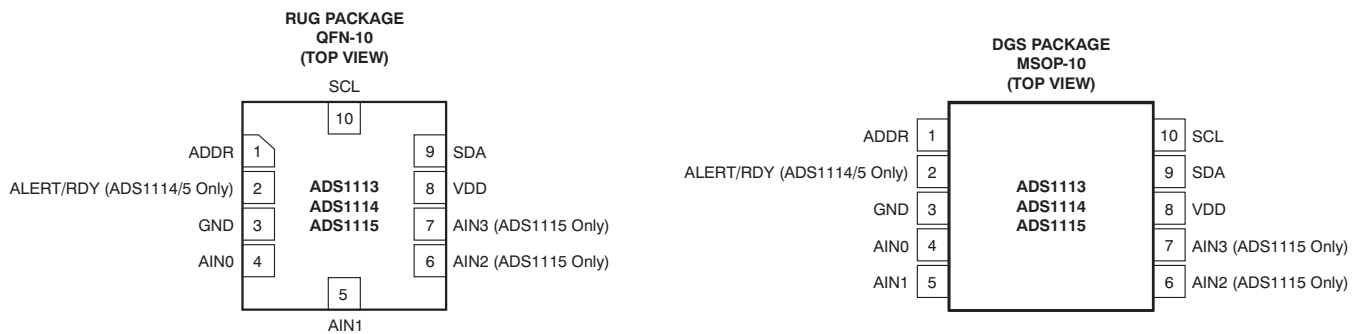 RUG PACKAGE
QFN-10
(TOP VIEW)
SCL
10
ADDR 1
9 SDA
ALERT/RDY (ADS1114/5 Only) 2
8 VDD
GND 3
7 AIN3 (ADS1115 Only)
AIN0 4
6 AIN2 (ADS1115 Only)
ADS1113
ADS1114
ADS1115
5
AIN1
DGS PACKAGE
MSOP-10
(TOP VIEW)
ADDR 1
10 SCL
ALERT/RDY (ADS1114/5 Only) 2
9 SDA
GND 3
8 VDD
AIN0 4
7 AIN3 (ADS1115 Only)
AIN1 5
6 AIN2 (ADS1115 Only)
ADS1113
ADS1114
ADS1115